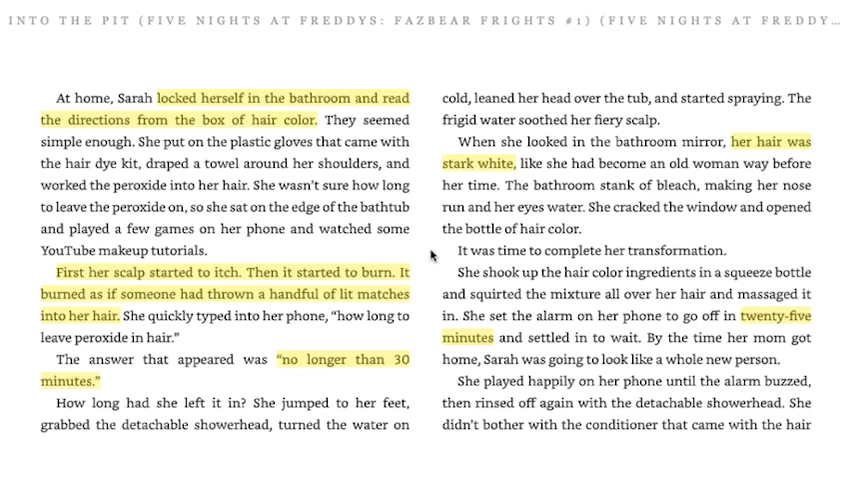 INTO THE PIT (FIVE NIGHTS AT FREDDYS: FAZBEAR FRIGHTS #1) (FIVE NIGHTS AT FREDDY...
At home, Sarah locked herself in the bathroom and read
the directions from the box of hair color. They seemed
simple enough. She put on the plastic gloves that came with
the hair dye kit, draped a towel around her shoulders, and
worked the peroxide into her hair. She wasn't sure how long
to leave the peroxide on, so she sat on the edge of the bathtub
and played a few games on her phone and watched some
YouTube makeup tutorials.
First her scalp started to itch. Then it started to burn. It
burned as if someone had thrown a handful of lit matches
into her hair. She quickly typed into her phone, "how long to
leave peroxide in hair."
The answer that appeared was "no longer than 30
minutes."
How long had she left it in? She jumped to her feet,
grabbed the detachable showerhead, turned the water on
cold, leaned her head over the tub, and started spraying. The
frigid water soothed her fiery scalp.
When she looked in the bathroom mirror, her hair was
stark white, like she had become an old woman way before
her time. The bathroom stank of bleach, making her nose
run and her eyes water. She cracked the window and opened
the bottle of hair color.
It was time to complete her transformation.
She shook up the hair color ingredients in a squeeze bottle
and squirted the mixture all over her hair and massaged it
in. She set the alarm on her phone to go off in twenty-five
minutes and settled in to wait. By the time her mom got
home, Sarah was going to look like a whole new person.
She played happily on her phone until the alarm buzzed,
then rinsed off again with the detachable showerhead. She
didn't bother with the conditioner that came with the hair